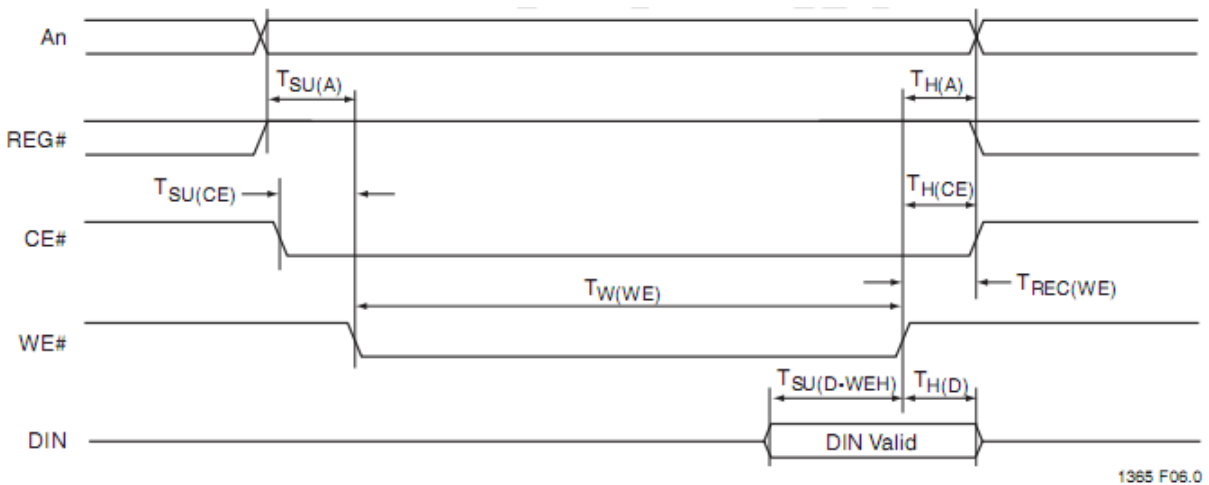 An
TSU(A)
TH(A)
REG#
TSU(CE)
TH(CE)
CE#
TW(WE)
TREC(WE)
WE#
TSU(D-WEH)
TH(D)
DIN
DIN Valid
1365 F06.0